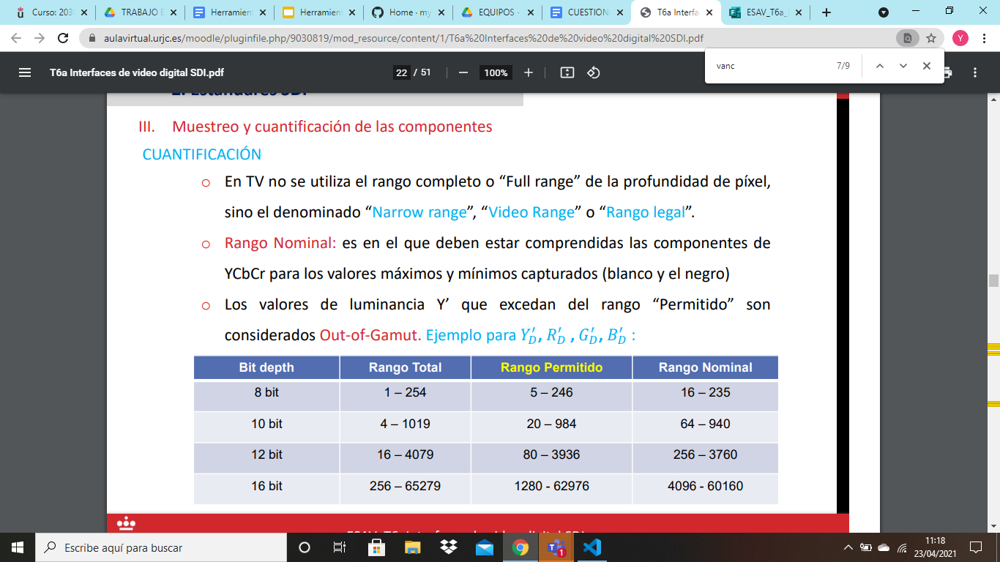 Curso: 203
TRABAJO E
Herramient
Herramien
Home · my
EQUIPOS -
CUESTION
T6a Interfa
ESAV_T6a_
aulavirtual.urjc.es/moodle/pluginfile.php/9030819/mod_resource/content/1/T6a%20Interfaces%20de%20video%20digital%20SDI.pdf
Y
T6a Interfaces de video digital SDI.pdf
22 / 51
100%
vanc
7/9
2. Estándares SDI
III. Muestreo y cuantificación de las componentes
CUANTIFICACIÓN
o En TV no se utiliza el rango completo o “Full range” de la profundidad de píxel,
sino el denominado “Narrow range”, “Video Range” o “Rango legal”.
o Rango Nominal: es en el que deben estar comprendidas las componentes de
YCbCr para los valores máximos y mínimos capturados (blanco y el negro)
o Los valores de luminancia Y’ que excedan del rango “Permitido” son
considerados Out-of-Gamut. Ejemplo para Y′D, R′D , G′D, B′D :
Bit depth Rango Total Rango Permitido Rango Nominal
8 bit 1 – 254 5 – 246 16 – 235
10 bit 4 – 1019 20 – 984 64 – 940
12 bit 16 – 4079 80 – 3936 256 – 3760
16 bit 256 – 65279 1280 - 62976 4096 - 60160
Escribe aquí para buscar
1
11:18
23/04/2021